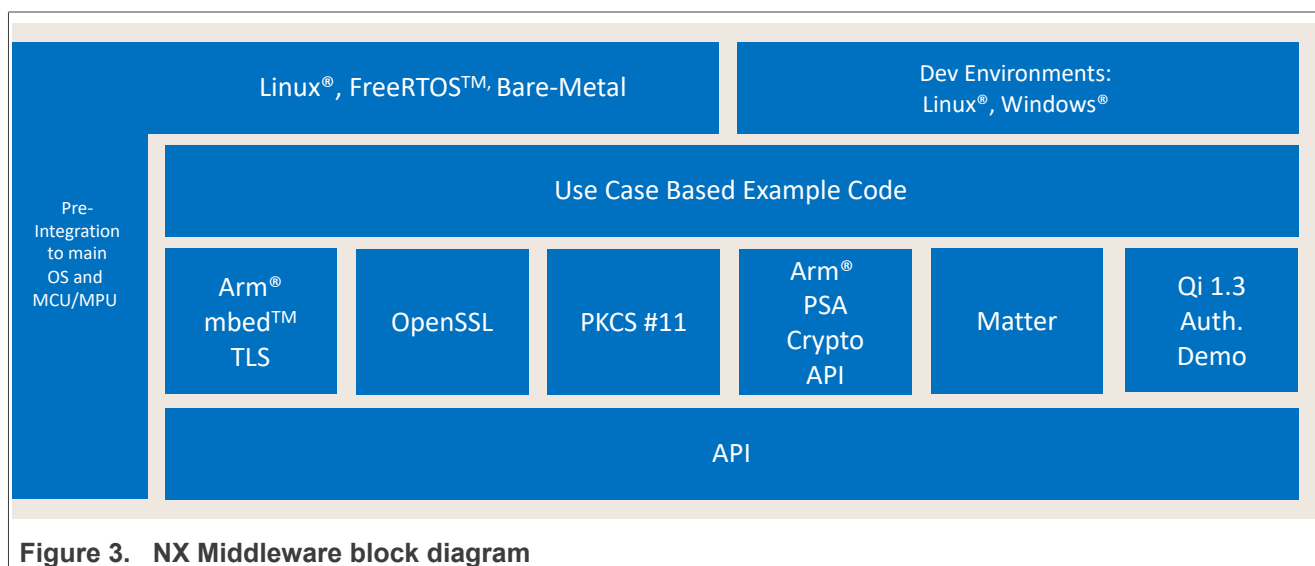 Linux®, FreeRTOS™, Bare-Metal
Dev Environments:
Linux®, Windows®
Pre-
Integration
to main
OS and
MCU/MPU
Use Case Based Example Code
Arm®
mbed™
TLS
OpenSSL
PKCS #11
Arm®
PSA
Crypto
API
Matter
Qi 1.3
Auth.
Demo
API
Figure 3. NX Middleware block diagram